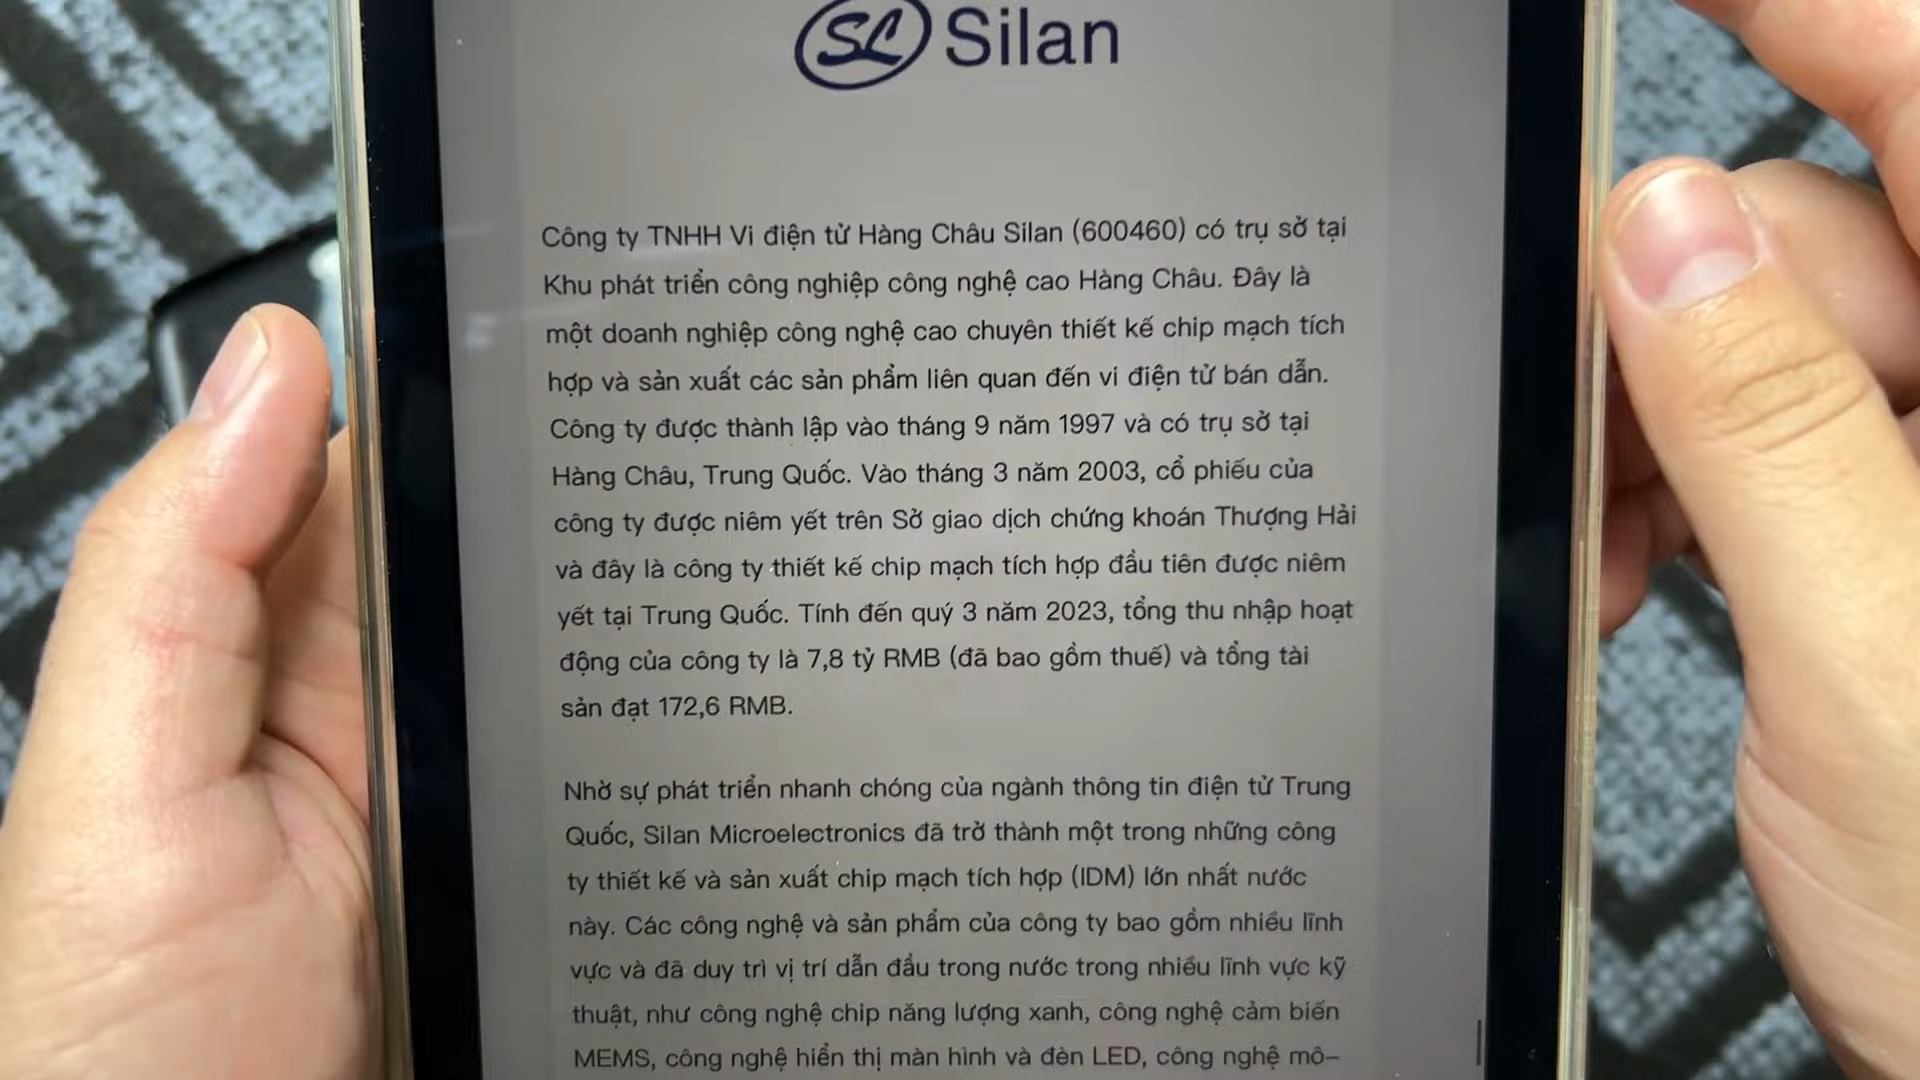 SL Silan
Công ty TNHH Vi điện tử Hàng Châu Silan (600460) có trụ sở tại
Khu phát triển công nghiệp công nghệ cao Hàng Châu. Đây là
một doanh nghiệp công nghệ cao chuyên thiết kế chip mạch tích
hợp và sản xuất các sản phẩm liên quan đến vi điện tử bán dẫn.
Công ty được thành lập vào tháng 9 năm 1997 và có trụ sở tại
Hàng Châu, Trung Quốc. Vào tháng 3 năm 2003, cổ phiếu của
công ty được niêm yết trên Sở giao dịch chứng khoán Thượng Hải
và đây là công ty thiết kế chip mạch tích hợp đầu tiên được niêm
yết tại Trung Quốc. Tính đến quý 3 năm 2023, tổng thu nhập hoạt
động của công ty là 7,8 tỷ RMB (đã bao gồm thuế) và tổng tài
sản đạt 172,6 RMB.
Nhờ sự phát triển nhanh chóng của ngành thông tin điện tử Trung
Quốc, Silan Microelectronics đã trở thành một trong những công
ty thiết kế và sản xuất chip mạch tích hợp (IDM) lớn nhất nước
này. Các công nghệ và sản phẩm của công ty bao gồm nhiều lĩnh
vực và đã duy trì vị trí dẫn đầu trong nước trong nhiều lĩnh vực kỹ
thuật, như công nghệ chip năng lượng xanh, công nghệ cảm biến
MEMS, công nghệ hiển thị màn hình và đèn LED, công nghệ mô–